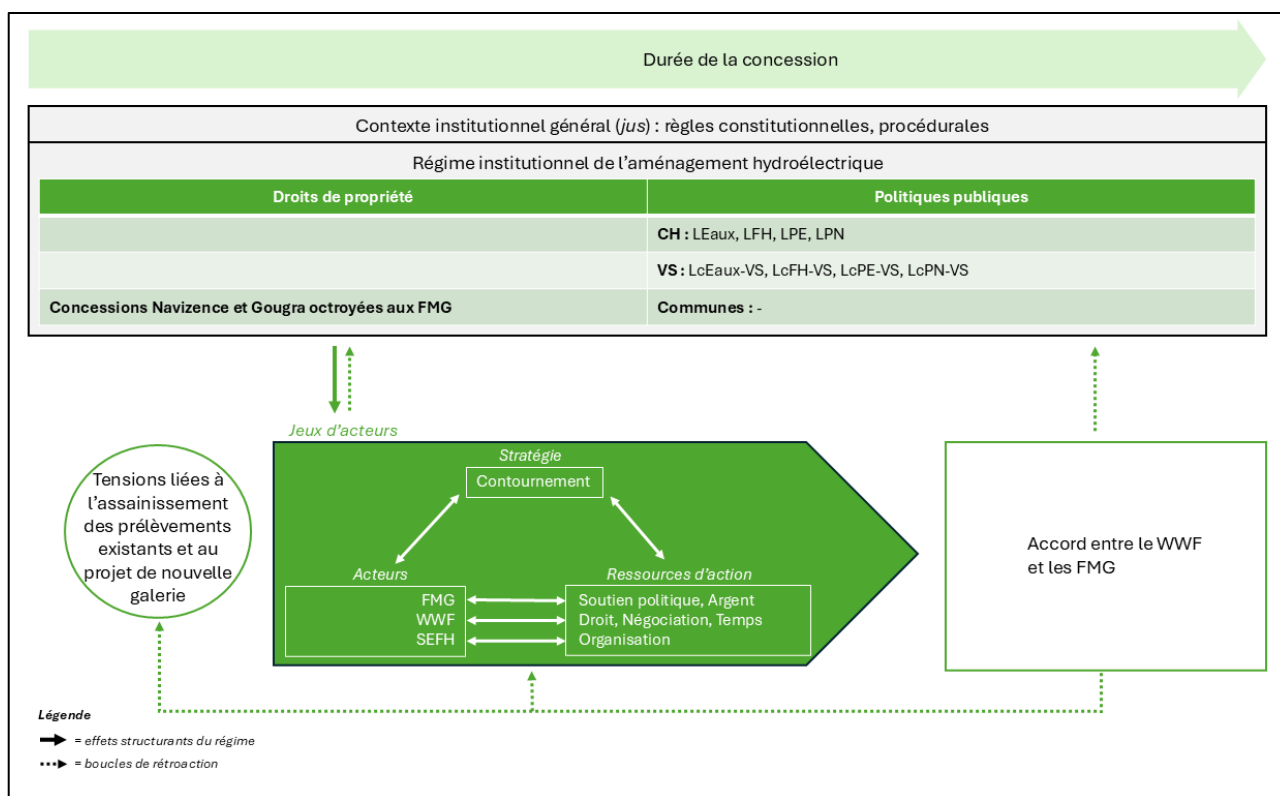 Durée de la concession
Contexte institutionnel général (jus) : règles constitutionnelles, procédurales
Régime institutionnel de l’aménagement hydroélectrique
Droits de propriété
Politiques publiques
CH : LEaux, LFH, LPE, LPN
VS : LcEaux-VS, LcFH-VS, LcPE-VS, LcPN-VS
Concessions Navizence et Gougra octroyées aux FMG
Communes : -
Tensions liées à
l’assainissement
des prélèvements
existants et au
projet de nouvelle
galerie
Jeux d’acteurs
Stratégie
Contournement
Acteurs
FMG
WWF
SEFH
Ressources d’action
Soutien politique, Argent
Droit, Négociation, Temps
Organisation
Accord entre le WWF
et les FMG
Légende
= effets structurants du régime
= boucles de rétroaction